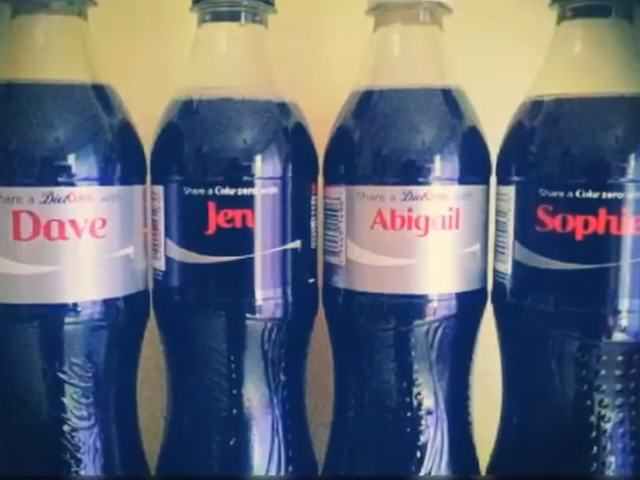 Share a Diet Coke with
Dave
Share a Coke zero with
Jen
Share a Diet Coke with
Abigail
Share a Coke zero with
Sophie